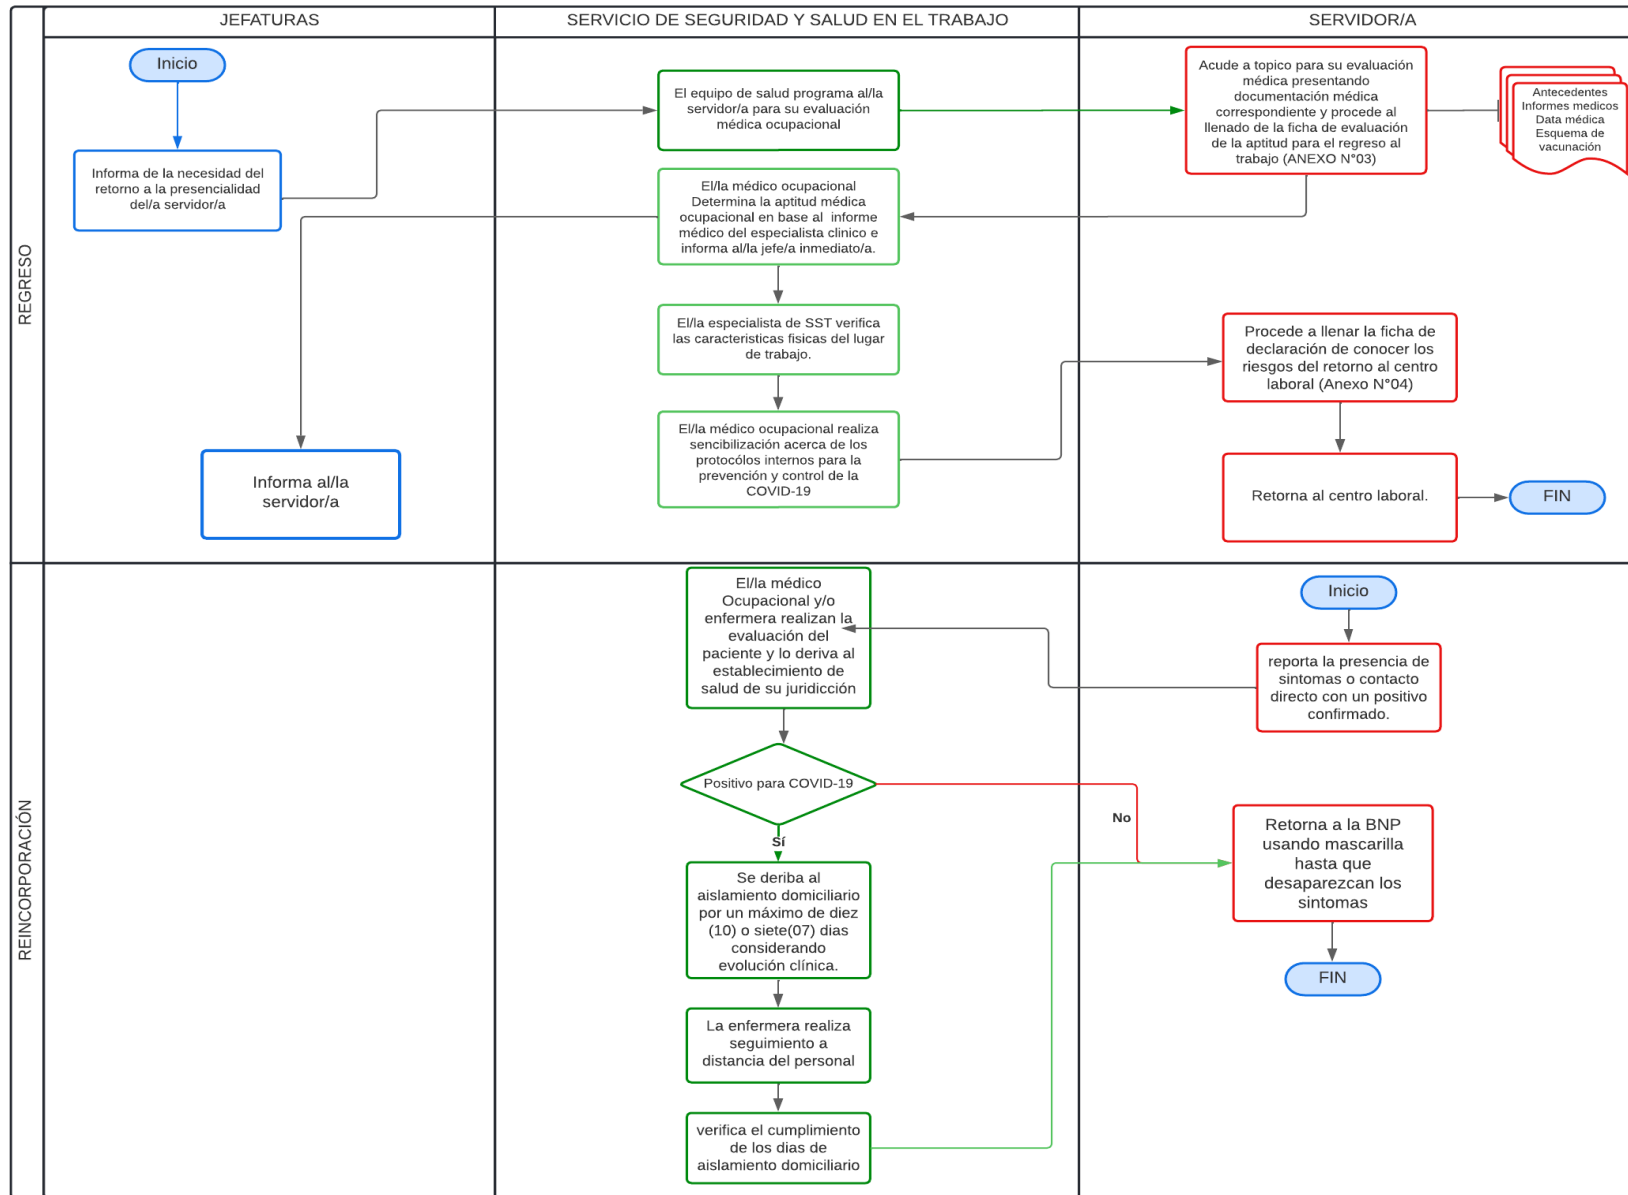 JEFATURAS
SERVICIO DE SEGURIDAD Y SALUD EN EL TRABAJO
SERVIDOR/A
REGRESO
Inicio
Informa de la necesidad del
retorno a la presencialidad
del/a servidor/a
El equipo de salud programa al/la
servidor/a para su evaluación
médica ocupacional
Acude a topico para su evaluación
médica presentando
documentación médica
correspondiente y procede al
llenado de la ficha de evaluación
de la aptitud para el regreso al
trabajo (ANEXO N°03)
Antecedentes
Informes medicos
Data médica
Esquema de
vacunación
El/la médico ocupacional
Determina la aptitud médica
ocupacional en base al informe
médico del especialista clinico e
informa al/la jefe/a inmediato/a.
Informa al/la
servidor/a
El/la especialista de SST verifica
las caracteristicas fisicas del lugar
de trabajo.
El/la médico ocupacional realiza
sencibilización acerca de los
protocólos internos para la
prevención y control de la
COVID-19
Procede a llenar la ficha de
declaración de conocer los
riesgos del retorno al centro
laboral (Anexo N°04)
Retorna al centro laboral.
FIN
REINCORPORACIÓN
Inicio
reporta la presencia de
sintomas o contacto
directo con un positivo
confirmado.
El/la médico
Ocupacional y/o
enfermera realizan la
evaluación del
paciente y lo deriva al
establecimiento de
salud de su juridicción
Positivo para COVID-19
No
Sí
Se deriba al
aislamiento domiciliario
por un máximo de diez
(10) o siete(07) dias
considerando
evolución clínica.
La enfermera realiza
seguimiento a
distancia del personal
verifica el cumplimiento
de los dias de
aislamiento domiciliario
Retorna a la BNP
usando mascarilla
hasta que
desaparezcan los
sintomas
FIN